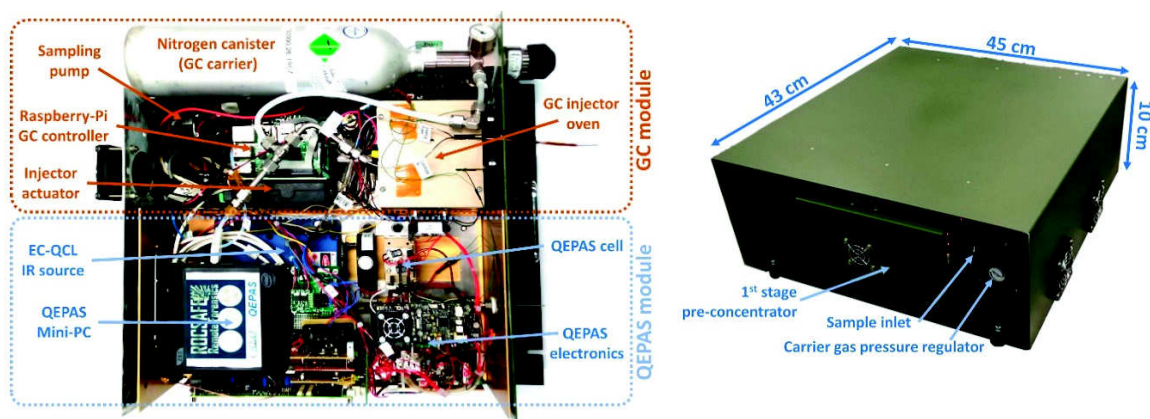 Nitrogen canister
(GC carrier)
Sampling
pump
Raspberry-Pi
GC controller
Injector
actuator
GC injector
oven
GC module
EC-QCL
IR source
QEPAS
Mini-PC
ROCSAFE
QEPAS
QEPAS cell
QEPAS
electronics
QEPAS module
45 cm
43 cm
10 cm
1st stage
pre-concentrator
Sample inlet
Carrier gas pressure regulator